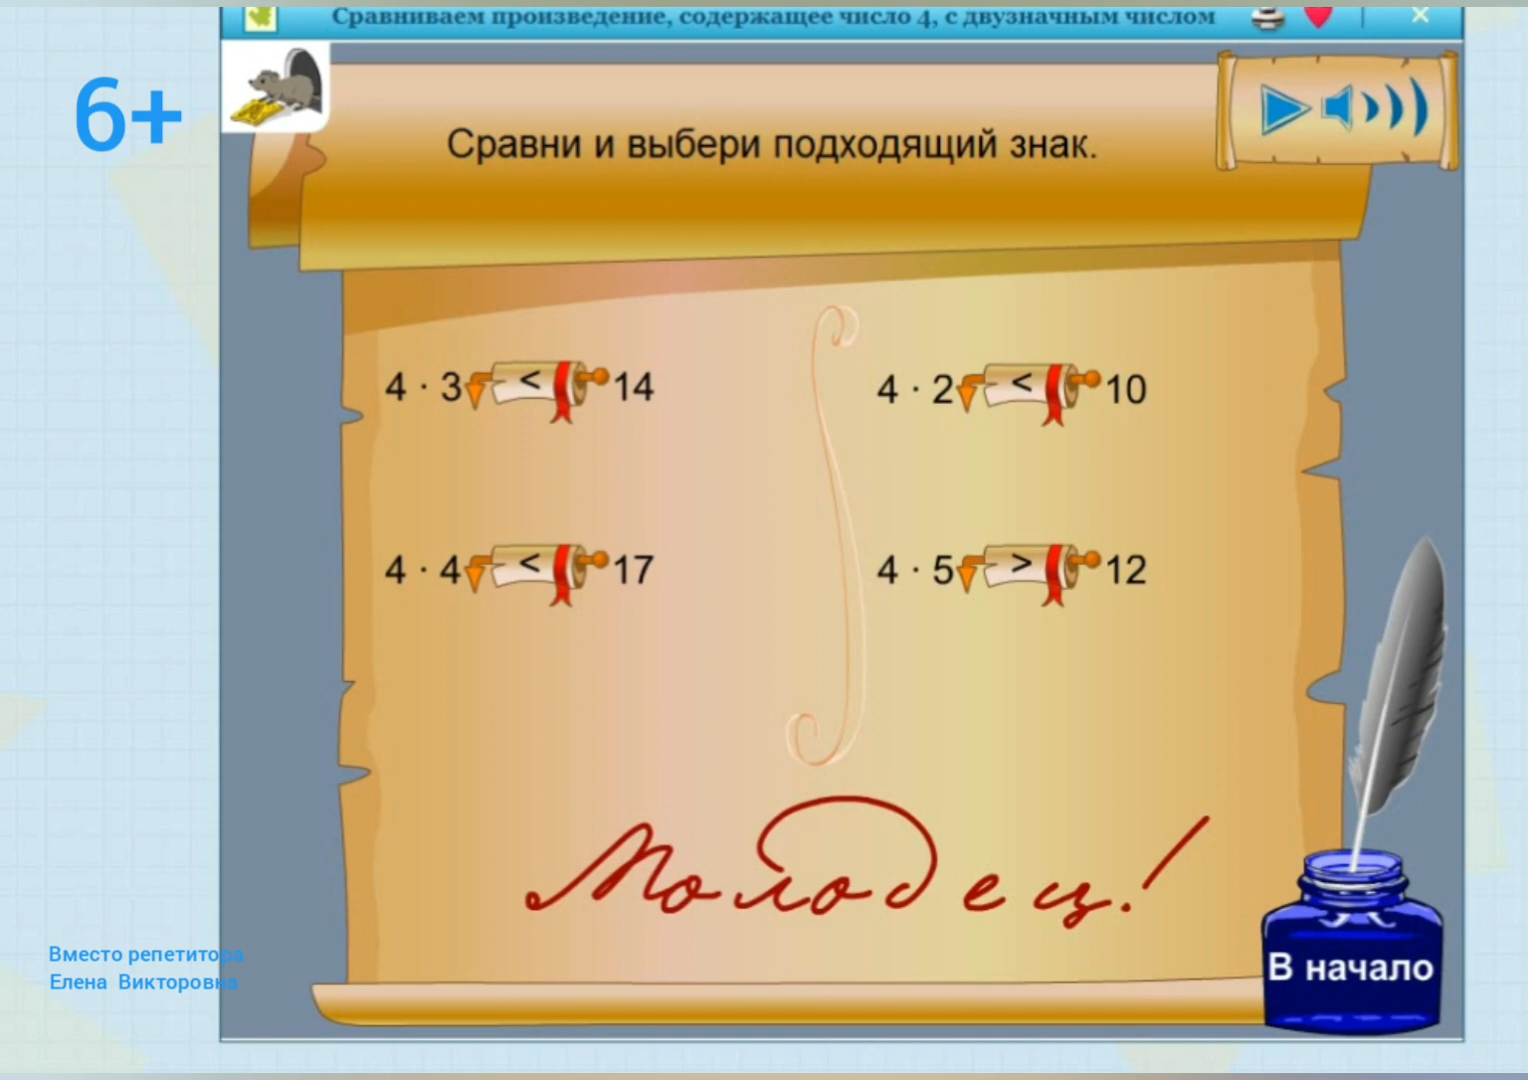 Сравниваем произведение, содержащее число 4, с двузначным числом
6+
Сравни и выбери подходящий знак.
4 · 3 < 14
4 · 2 < 10
4 · 4 < 17
4 · 5 > 12
Молодец!
В начало
Вместо репетитора
Елена Викторовна